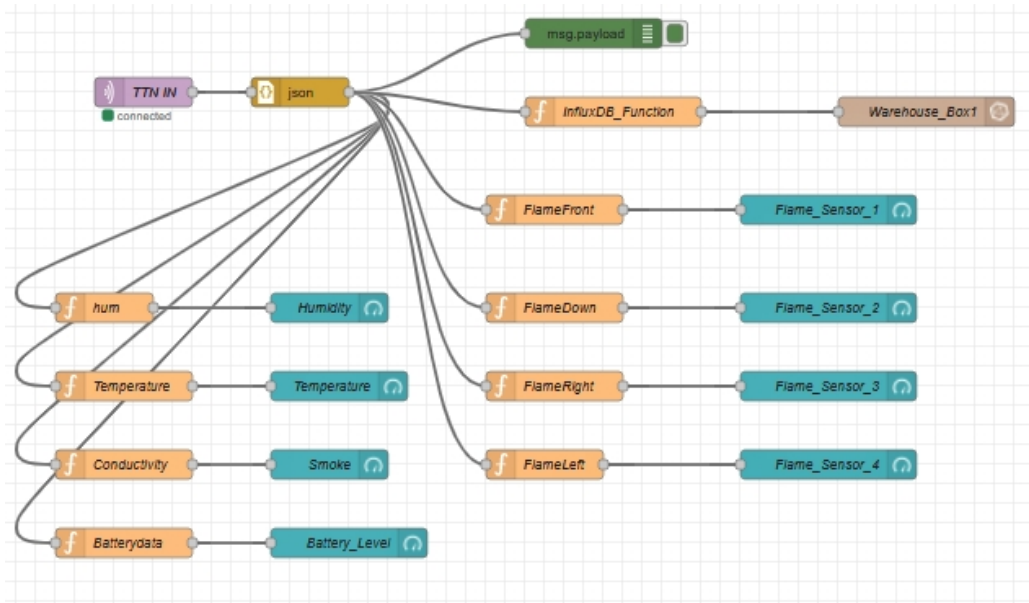 msg.payload
TTN IN
json
connected
InfluxDB_Function
Warehouse_Box1
FlameFront
Flame_Sensor_1
hum
Humidity
FlameDown
Flame_Sensor_2
Temperature
Temperature
FlameRight
Flame_Sensor_3
Conductivity
Smoke
FlameLeft
Flame_Sensor_4
Batterydata
Battery_Level